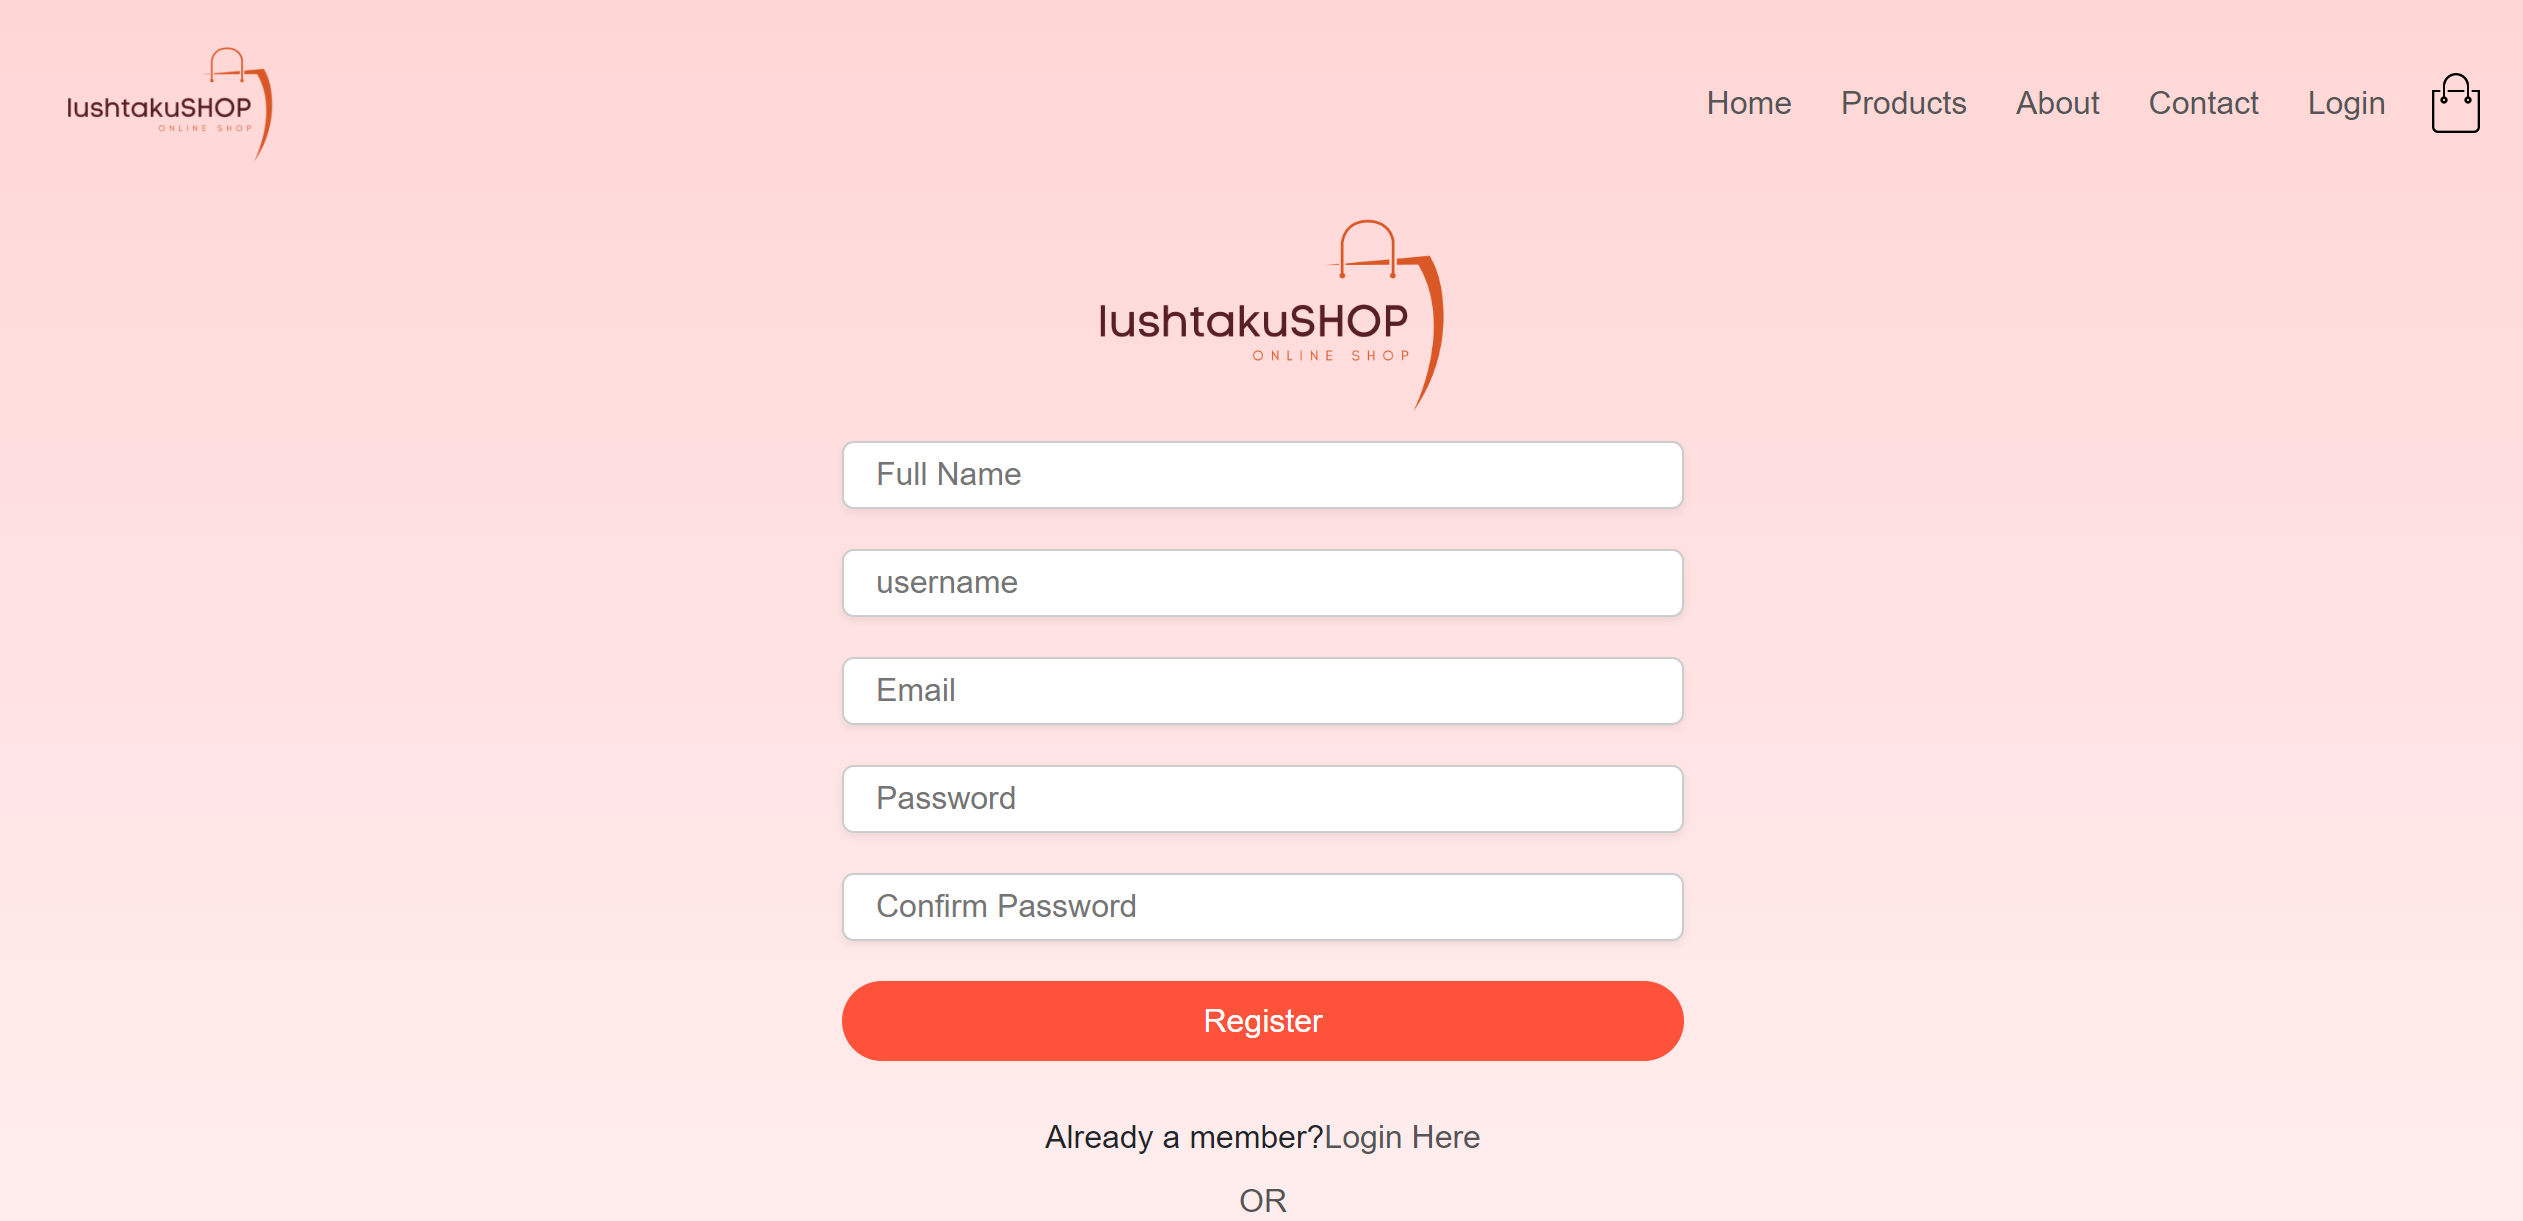 lushtakuSHOP
ONLINE SHOP
Home Products About Contact Login
lushtakuSHOP
ONLINE SHOP
Full Name
username
Email
Password
Confirm Password
Register
Already a member?Login Here
OR